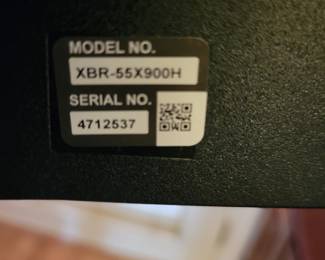 MODEL NO.
XBR-55X900H
SERIAL NO.
4712537